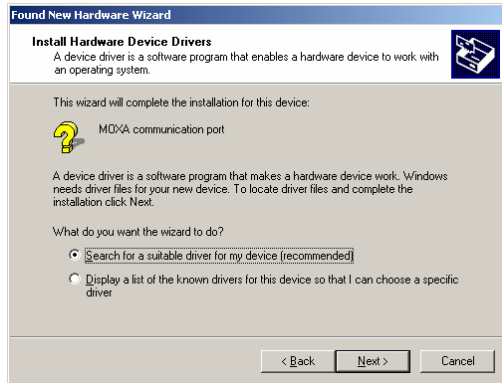 Found New Hardware Wizard
Install Hardware Device Drivers
A device driver is a software program that enables a hardware device to work with
an operating system.
This wizard will complete the installation for this device:
MOXA communication port
A device driver is a software program that makes a hardware device work. Windows
needs driver files for your new device. To locate driver files and complete the
installation click Next.
What do you want the wizard to do?
Search for a suitable driver for my device (recommended)
Display a list of the known drivers for this device so that I can choose a specific
driver
< Back
Next >
Cancel